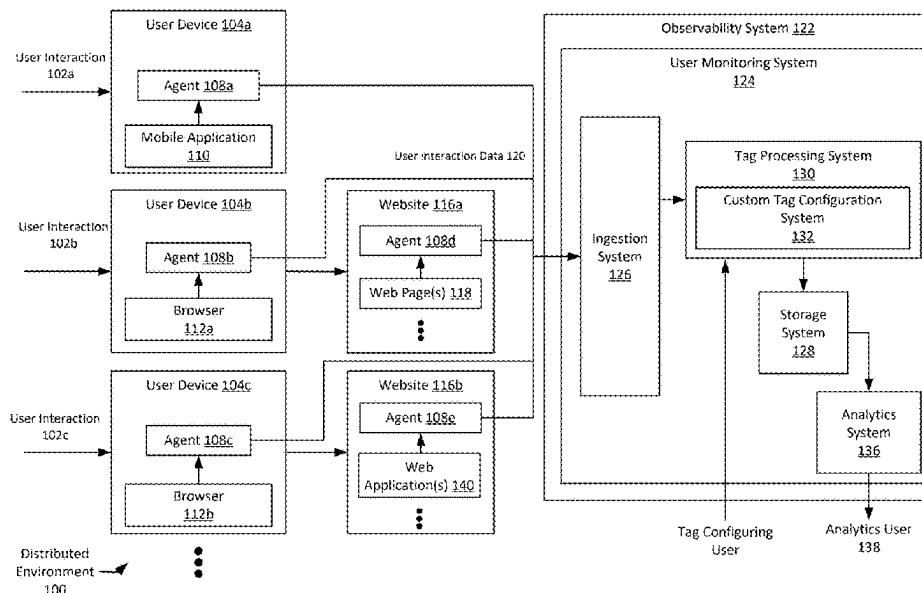 User Device 104a
User Interaction
102a
Agent 108a
Mobile Application
110
User Device 104b
User Interaction
102b
Agent 108b
Browser
112a
User Device 104c
User Interaction
102c
Agent 108c
Browser
112b
Distributed
Environment
100
User Interaction Data 120
Website 116a
Agent 108d
Web Page(s) 118
Website 116b
Agent 108e
Web
Application(s) 140
Observability System 122
User Monitoring System
124
Ingestion
System
126
Tag Processing System
130
Custom Tag Configuration
System
132
Storage
System
128
Analytics
System
136
Tag Configuring
User
Analytics User
138